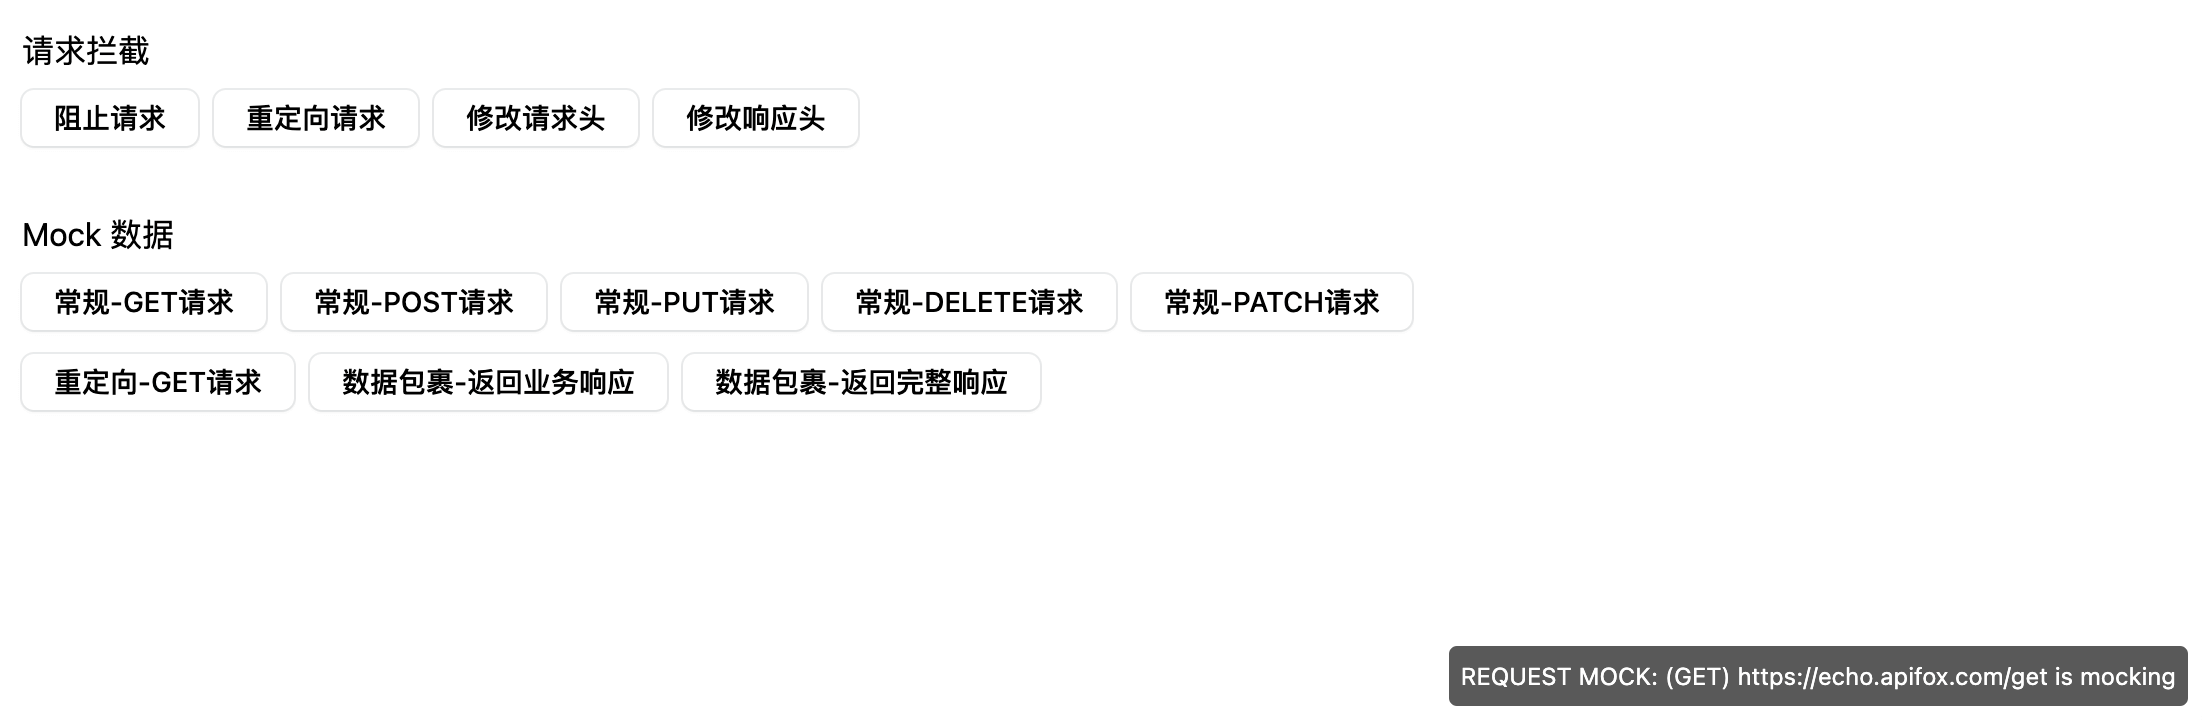 请求拦截
阻止请求 重定向请求 修改请求头 修改响应头
Mock 数据
常规-GET请求 常规-POST请求 常规-PUT请求 常规-DELETE请求 常规-PATCH请求
重定向-GET请求 数据包裹-返回业务响应 数据包裹-返回完整响应
REQUEST MOCK: (GET) https://echo.apifox.com/get is mocking